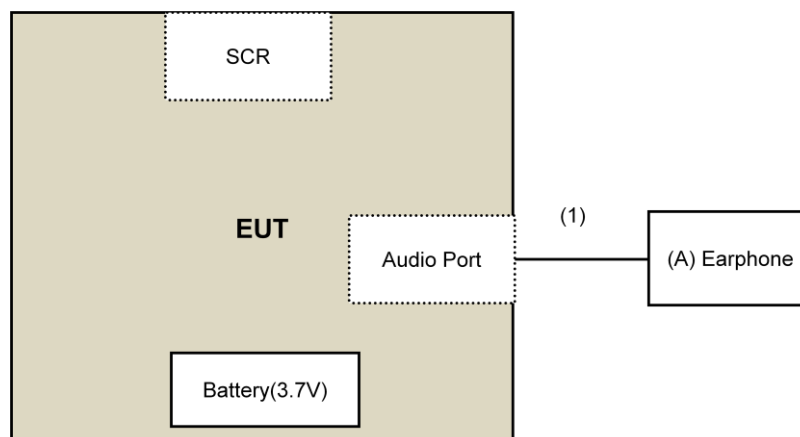 SCR
EUT
(1)
Audio Port
(A) Earphone
Battery(3.7V)